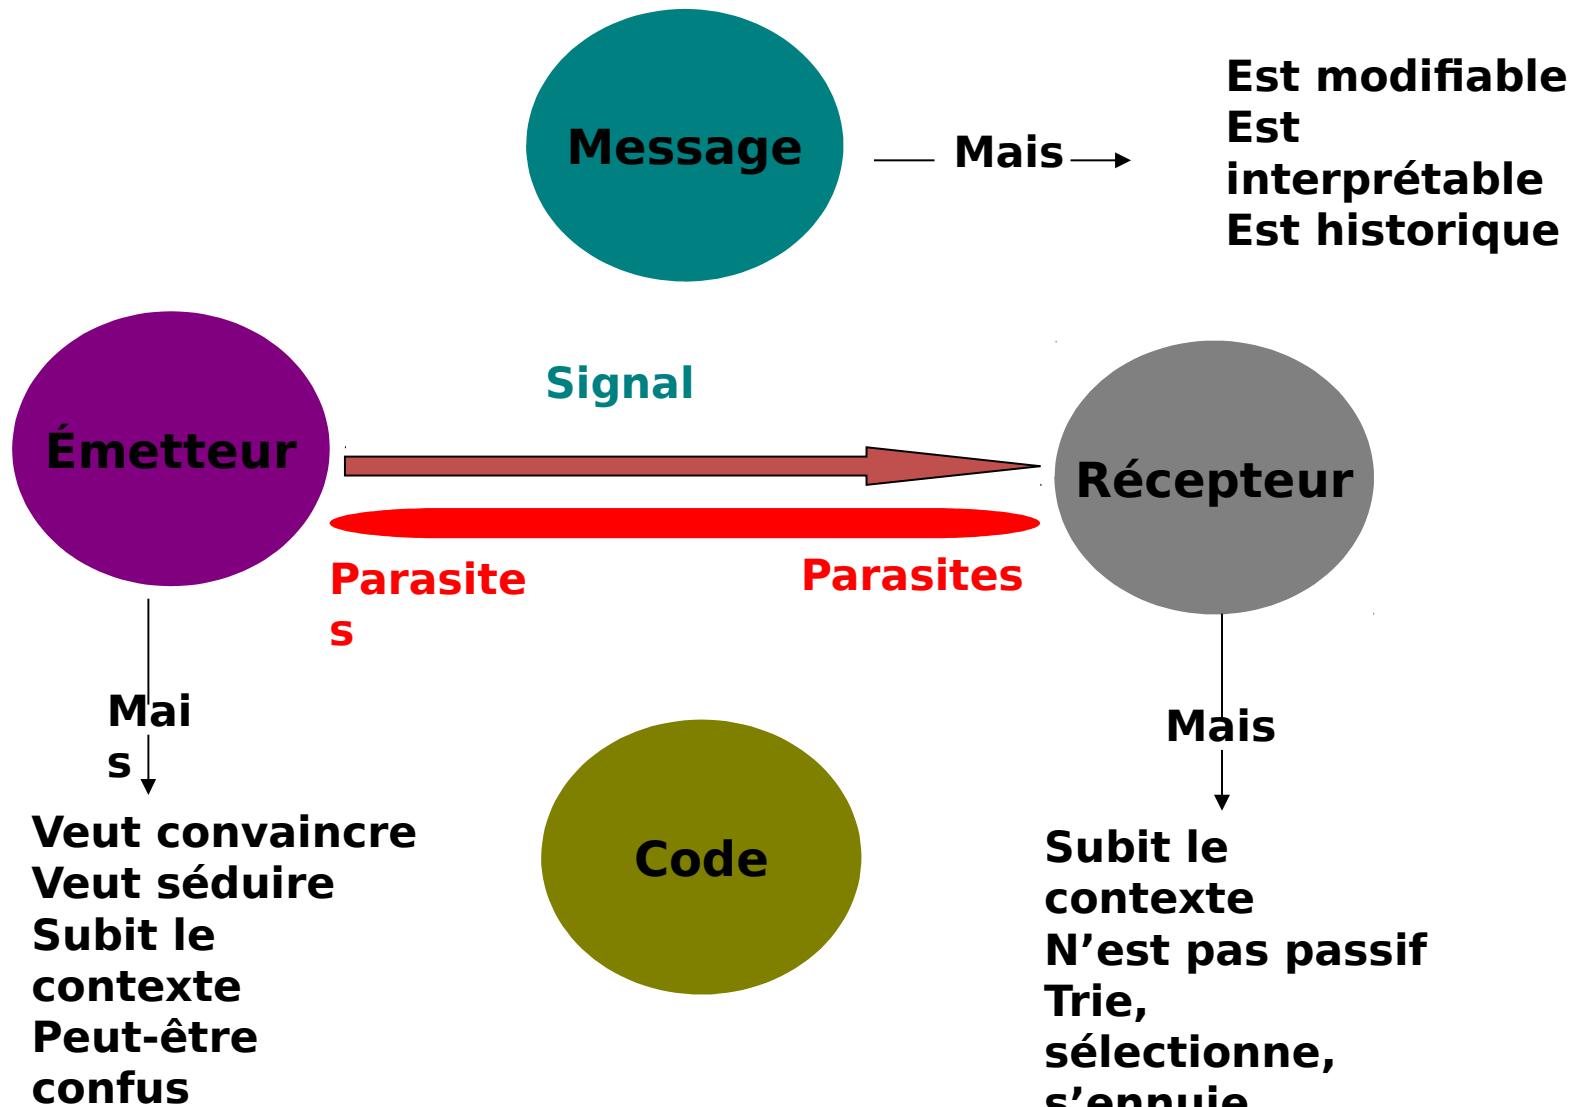 Message
Mais
Est modifiable
Est
interprétable
Est historique
Émetteur
Signal
Récepteur
Parasite
s
Parasites
Mai
s
Mais
Code
Veut convaincre
Veut séduire
Subit le
contexte
Peut-être
confus
Subit le
contexte
N’est pas passif
Trie,
sélectionne,
s’ennuie